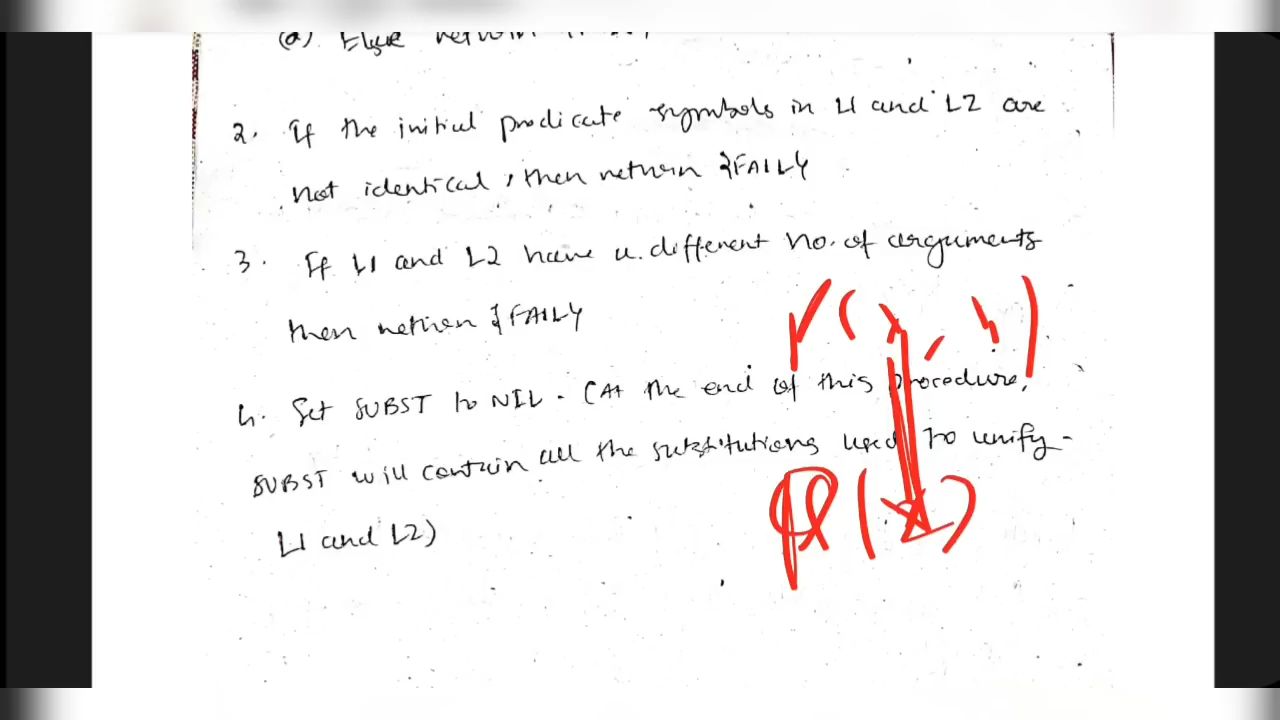 (a) Else return
2. If the initial predicate symbols in L1 and L2 are
not identical, then return {FAIL}
3. If L1 and L2 have a different No. of arguments
then return {FAIL}
4. Set SUBST to NIL. (At the end of this procedure,
SUBST will contain all the substitutions used to unify
L1 and L2)